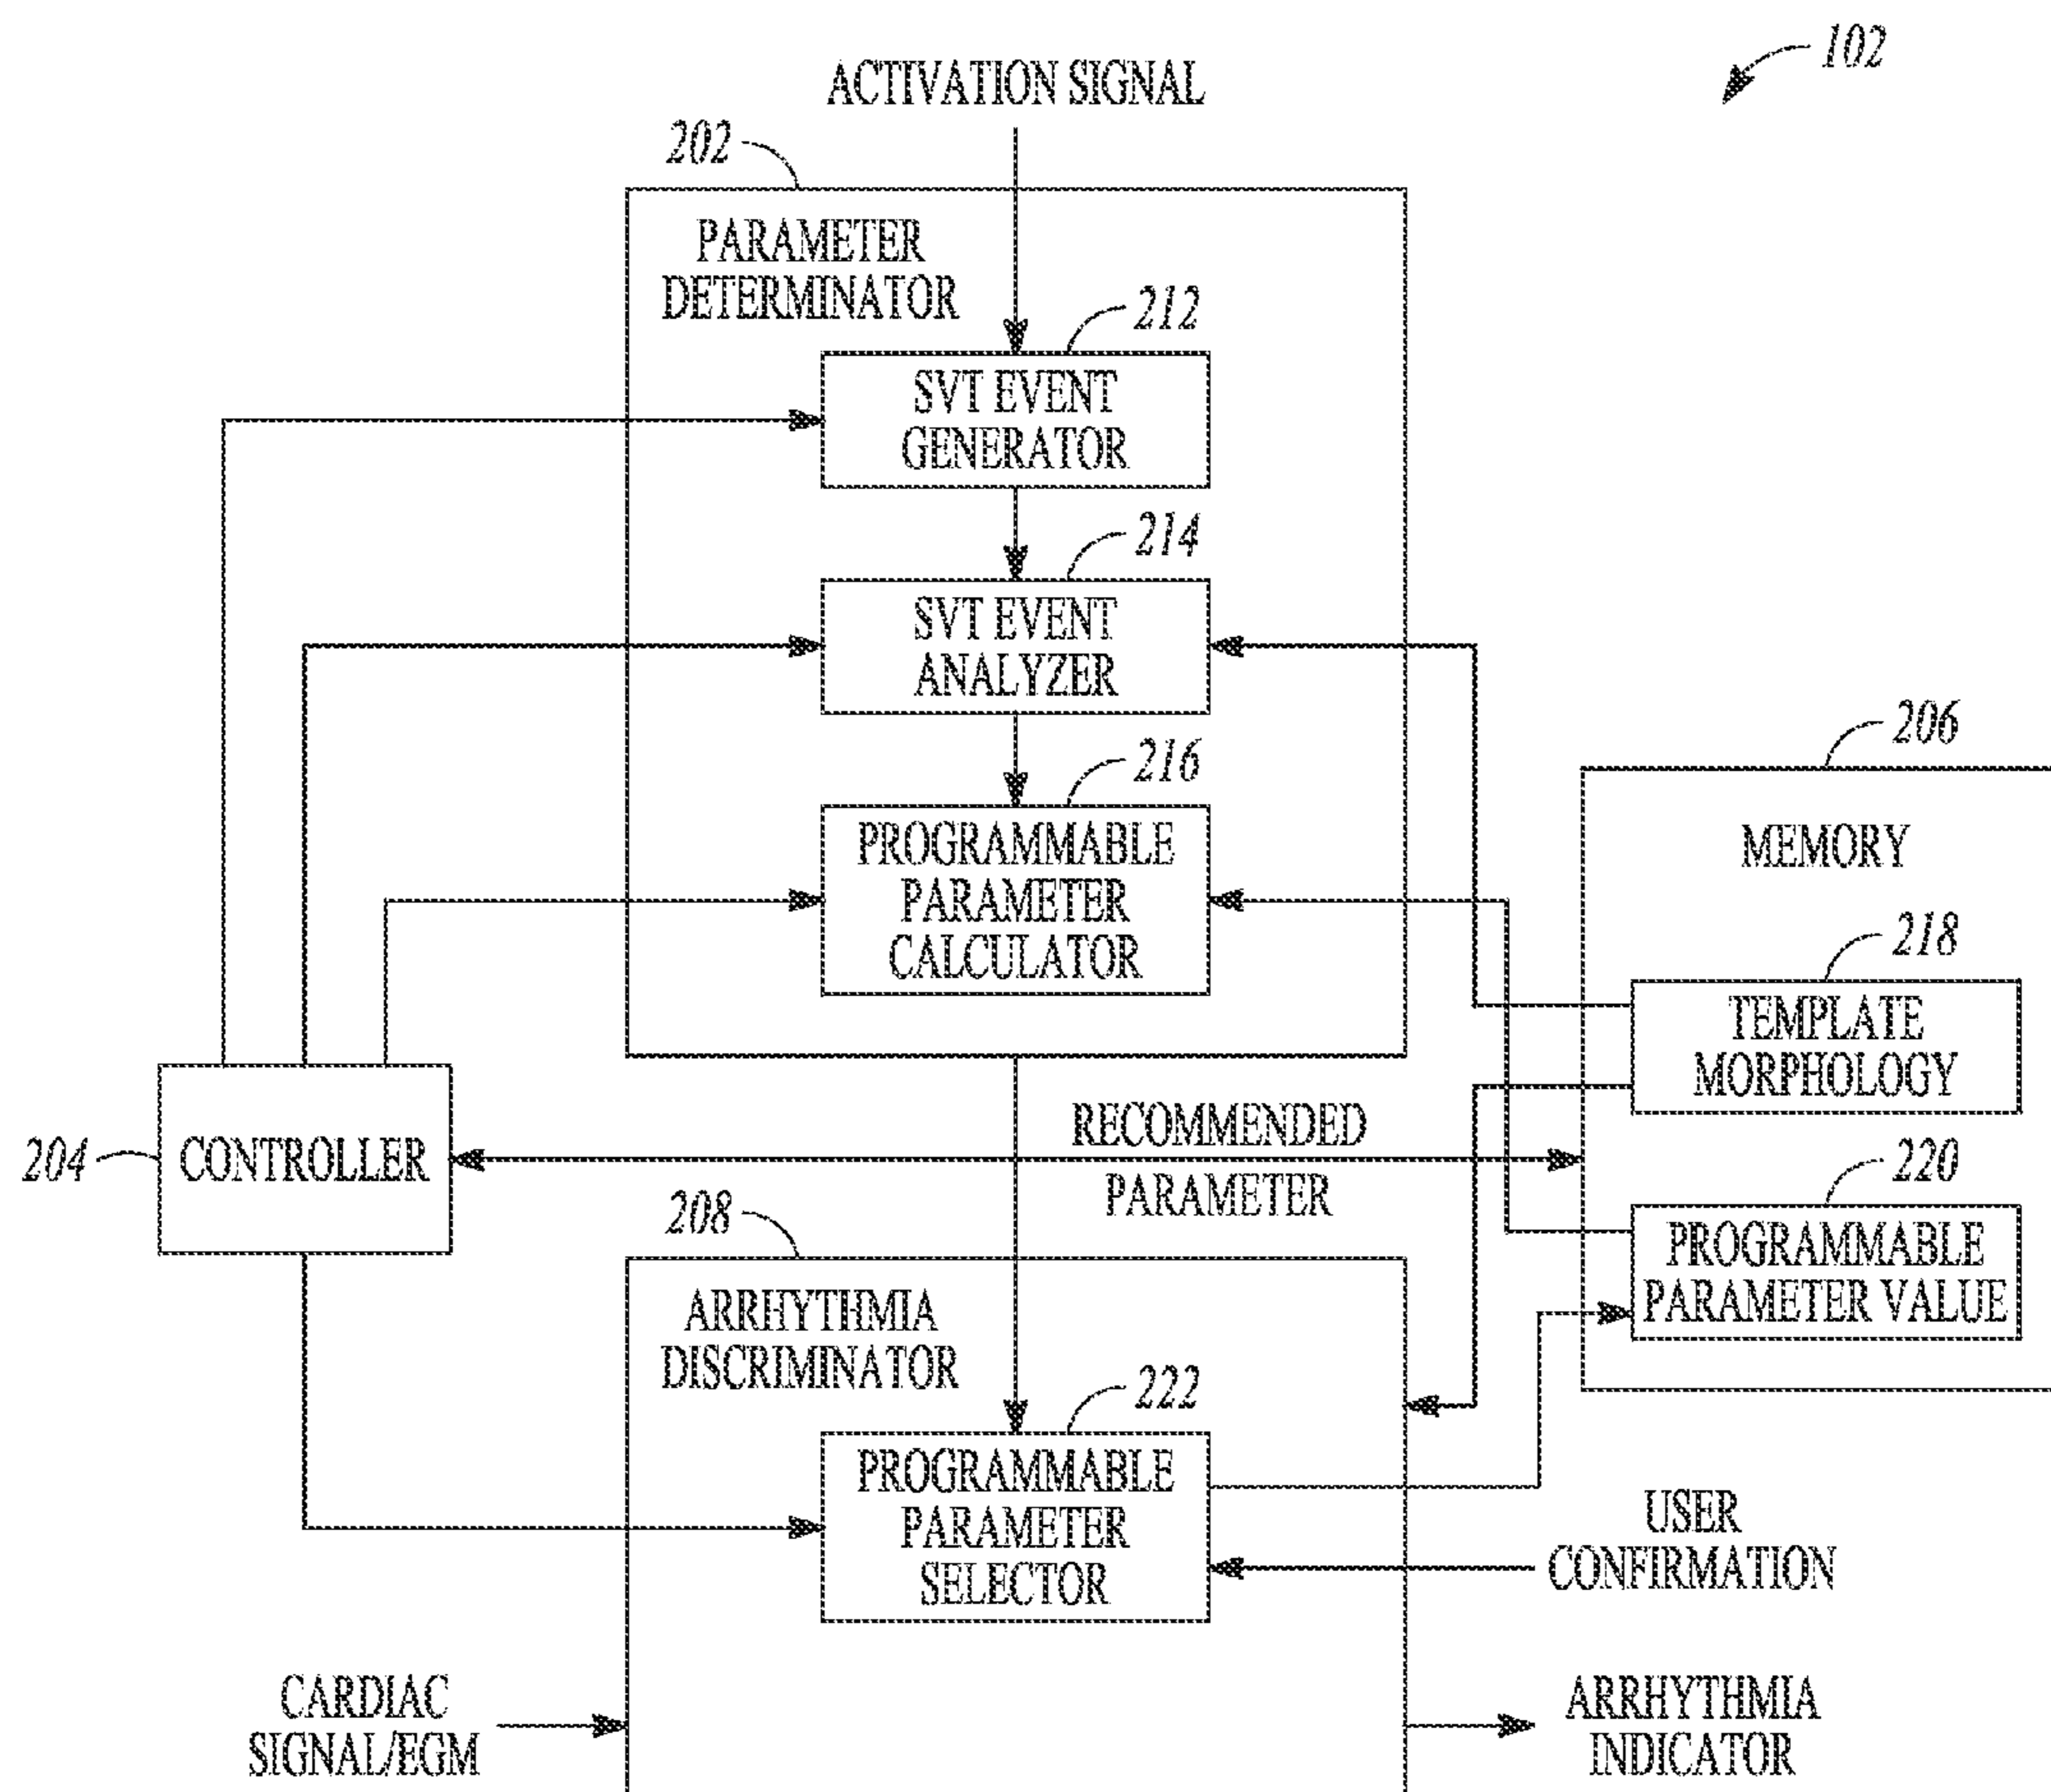 102
ACTIVATION SIGNAL
202
PARAMETER
DETERMINATOR
212
SVT EVENT
GENERATOR
214
SVT EVENT
ANALYZER
216
PROGRAMMABLE
PARAMETER
CALCULATOR
206
MEMORY
218
TEMPLATE
MORPHOLOGY
204
CONTROLLER
RECOMMENDED
PARAMETER
220
PROGRAMMABLE
PARAMETER VALUE
208
ARRHYTHMIA
DISCRIMINATOR
222
PROGRAMMABLE
PARAMETER
SELECTOR
USER
CONFIRMATION
CARDIAC
SIGNAL/EGM
ARRHYTHMIA
INDICATOR